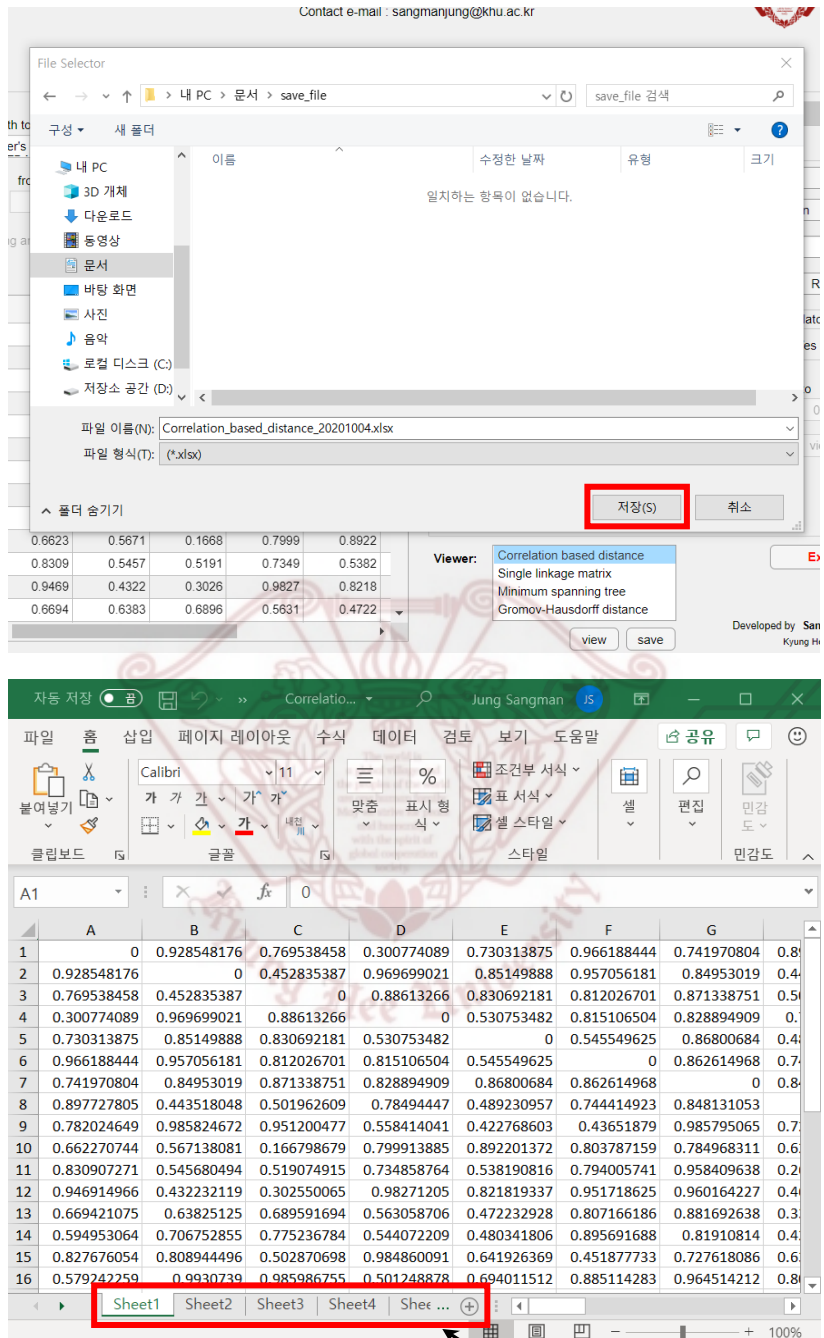 Contact e-mail : sangmanjung@khu.ac.kr
File Selector
내 PC > 문서 > save_file
save_file 검색
구성 새 폴더
이름 수정한 날짜 유형 크기
일치하는 항목이 없습니다.
내 PC
3D 개체
다운로드
동영상
문서
바탕 화면
사진
음악
로컬 디스크 (C:)
저장소 공간 (D:)
파일 이름(N): Correlation_based_distance_20201004.xlsx
파일 형식(T): (*.xlsx)
폴더 숨기기 저장(S) 취소
0.6623 0.5671 0.1668 0.7999 0.8922
0.8309 0.5457 0.5191 0.7349 0.5382
0.9469 0.4322 0.3026 0.9827 0.8218
0.6694 0.6383 0.6896 0.5631 0.4722
Viewer: Correlation based distance
Single linkage matrix
Minimum spanning tree
Gromov-Hausdorff distance
view save
Developed by
자동 저장 끔 Correlatio... Jung Sangman JS
파일 홈 삽입 페이지 레이아웃 수식 데이터 검토 보기 도움말 공유
붙여넣기 Calibri 11 맞춤 표시 형식 조건부 서식 표 서식 셀 스타일 셀 편집 민감도
가 가 가 가 가 가 내천
클립보드 글꼴 스타일 민감도
A1 fx 0
A B C D E F G
1 0 0.928548176 0.769538458 0.300774089 0.730313875 0.966188444 0.741970804
2 0.928548176 0 0.452835387 0.969699021 0.85149888 0.957056181 0.84953019
3 0.769538458 0.452835387 0 0.88613266 0.830692181 0.812026701 0.871338751
4 0.300774089 0.969699021 0.88613266 0 0.530753482 0.815106504 0.828894909
5 0.730313875 0.85149888 0.830692181 0.530753482 0 0.545549625 0.86800684
6 0.966188444 0.957056181 0.812026701 0.815106504 0.545549625 0 0.862614968
7 0.741970804 0.84953019 0.871338751 0.828894909 0.86800684 0.862614968 0
8 0.897727805 0.443518048 0.501962609 0.78494447 0.489230957 0.744414923 0.848131053
9 0.782024649 0.985824672 0.951200477 0.558414041 0.422768603 0.43651879 0.985795065
10 0.662270744 0.567138081 0.166798679 0.799913885 0.892201372 0.803787159 0.784968311
11 0.830907271 0.545680494 0.519074915 0.734858764 0.538190816 0.794005741 0.958409638
12 0.946914966 0.432232119 0.302550065 0.98271205 0.821819337 0.951718625 0.960164227
13 0.669421075 0.63825125 0.689591694 0.563058706 0.472232928 0.807166186 0.881692638
14 0.594953064 0.706752855 0.775236784 0.544072209 0.480341806 0.895691688 0.81910814
15 0.827676054 0.808944496 0.502870698 0.984860091 0.641926369 0.451877733 0.727618086
16 0.579242259 0.9930739 0.985986755 0.501248878 0.694011512 0.885114283 0.964514212
Sheet1 Sheet2 Sheet3 Sheet4 Shee ...
100%
Kyung Hee University